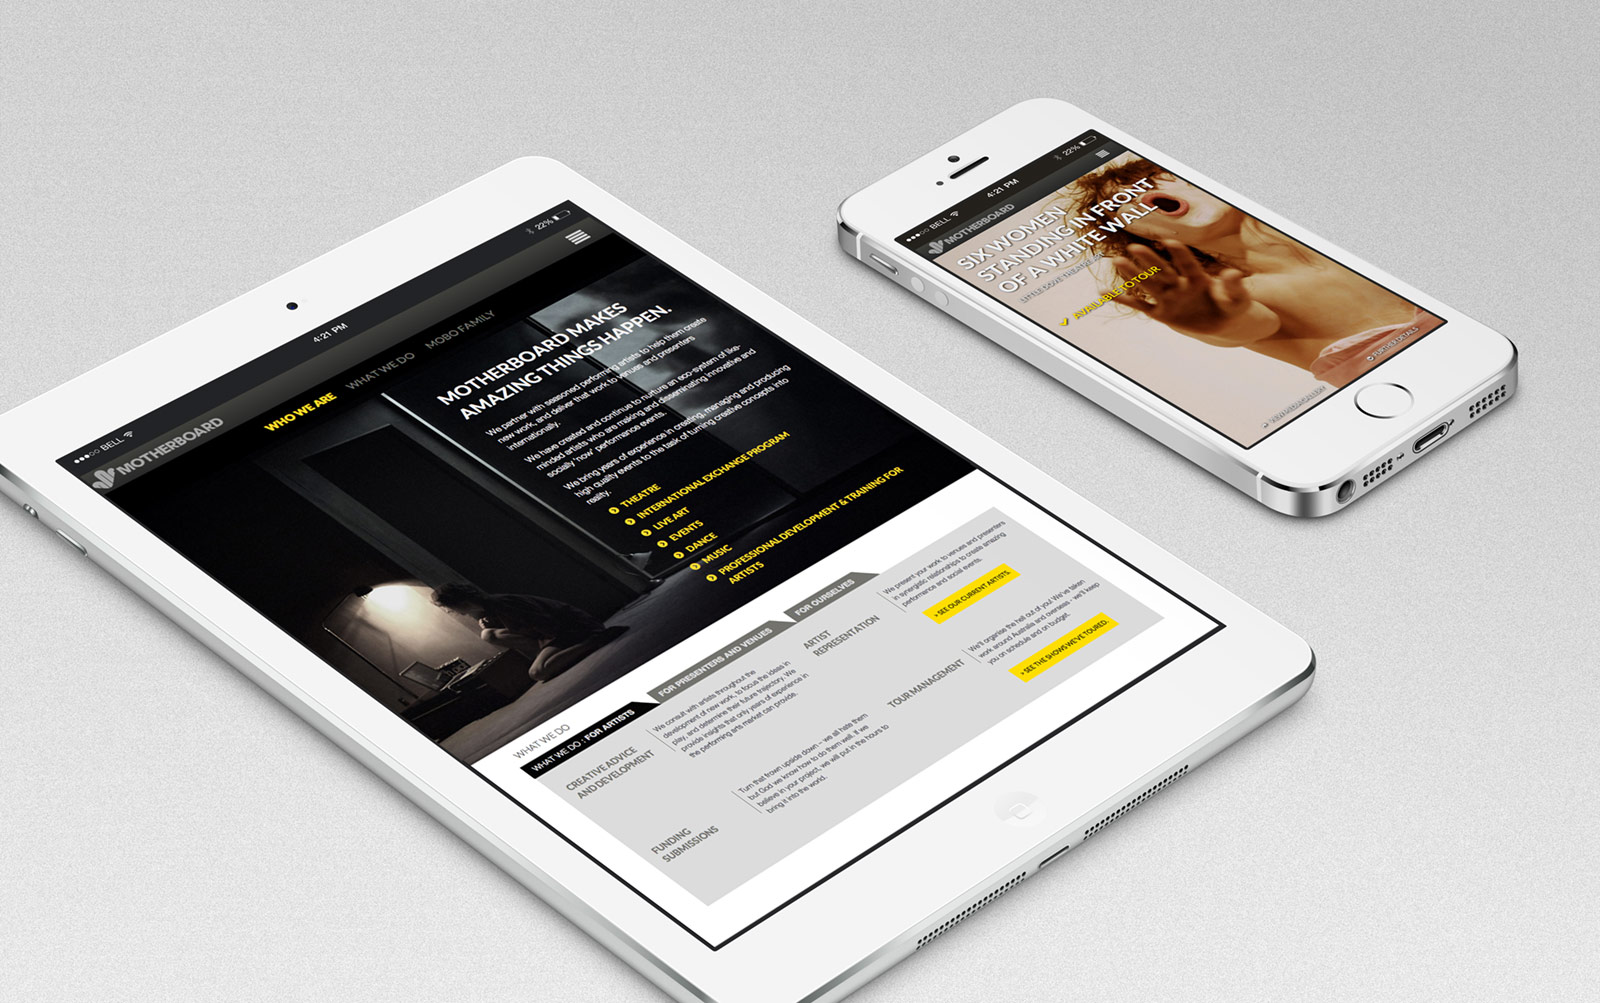 ●●●○○ BELL
4:21 PM
22%
MOTHERBOARD
WHO WE ARE
WHAT WE DO
MOBO FAMILY
MOTHERBOARD MAKES
AMAZING THINGS HAPPEN.
We partner with seasoned performing artists to help them create
new work, and deliver that work to venues and presenters
internationally.
We have created and continue to nurture an eco-system of like-
minded artists who are making and disseminating innovative and
socially 'now' performance events.
We bring years of experience in creating, managing and producing
high quality events to the task of turning creative concepts into
reality.
THEATRE
INTERNATIONAL EXCHANGE PROGRAM
LIVE ART
EVENTS
DANCE
MUSIC
PROFESSIONAL DEVELOPMENT & TRAINING FOR
ARTISTS
WHAT WE DO
WHAT WE DO : FOR ARTISTS
FOR PRESENTERS AND VENUES
FOR OURSELVES
CREATIVE ADVICE
AND DEVELOPMENT
We consult with artists throughout the
development of new work, to focus the ideas in
play, and determine their future trajectory. We
provide insights that only years of experience in
the performing arts market can provide.
ARTIST
REPRESENTATION
We present your work to venues and presenters
in synergistic relationships to create amazing
performance and social events.
> SEE OUR CURRENT ARTISTS
FUNDING
SUBMISSIONS
Turn that frown upside down – we all hate them
but God we know how to do them well. If we
believe in your project, we will put in the hours to
bring it into the world.
TOUR MANAGEMENT
We'll organise the hell out of you! We've taken
work around Australia and overseas - we'll keep
you on schedule and on budget.
> SEE THE SHOWS WE'VE TOURED.
●●●○○ BELL
4:21 PM
22%
MOTHERBOARD
SIX WOMEN
STANDING IN FRONT
OF A WHITE WALL
LITTLE DOVE THEATRE ART
AVAILABLE TO TOUR
FURTHER DETAILS
VIEW MEDIA GALLERY